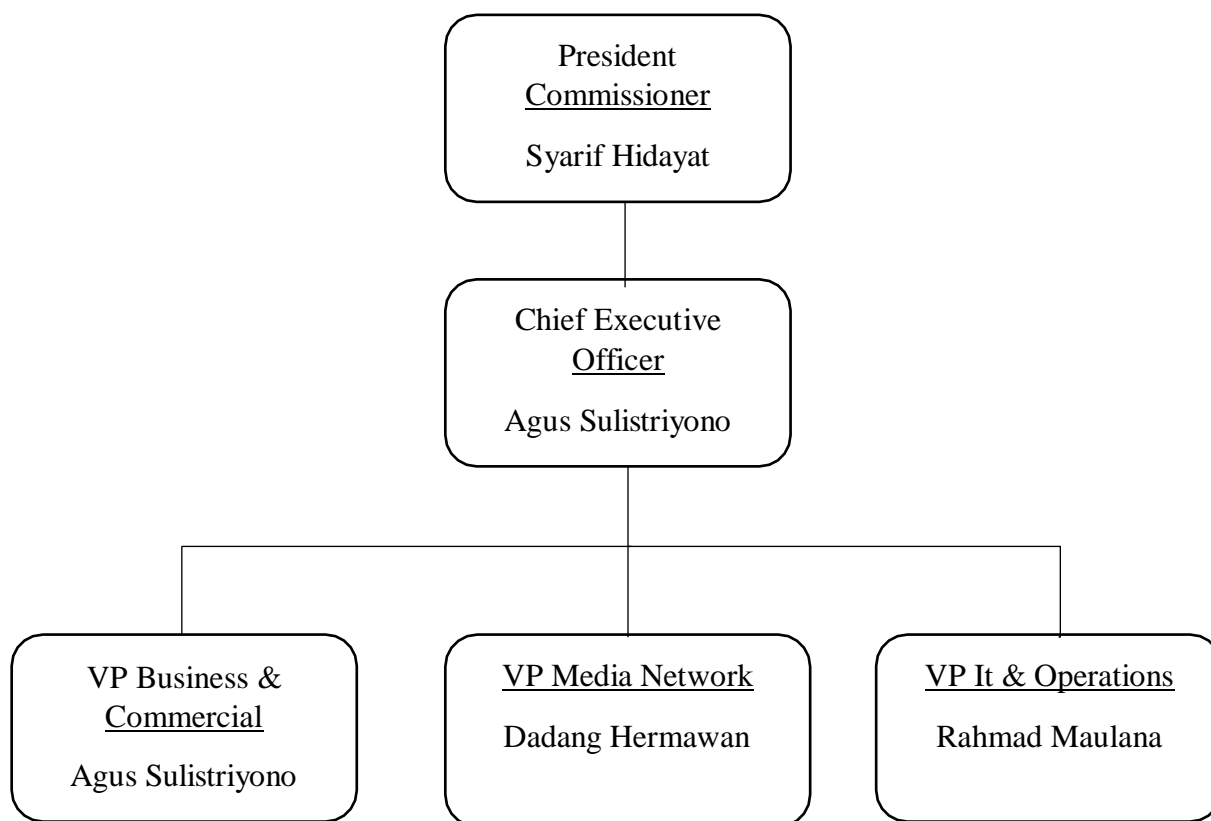 President
Commissioner
Syarif Hidayat
Chief Executive
Officer
Agus Sulistriyono
VP Business &
Commercial
Agus Sulistriyono
VP Media Network
Dadang Hermawan
VP It & Operations
Rahmad Maulana